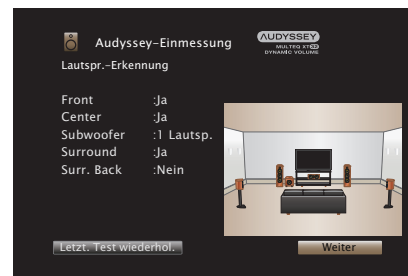 Audyssey-Einmessung
AUDYSSEY
MULTEQ XT32
DYNAMIC VOLUME
Lautspr.-Erkennung
Front :Ja
Center :Ja
Subwoofer :1 Lautsp.
Surround :Ja
Surr. Back :Nein
Letzt. Test wiederhol.
Weiter